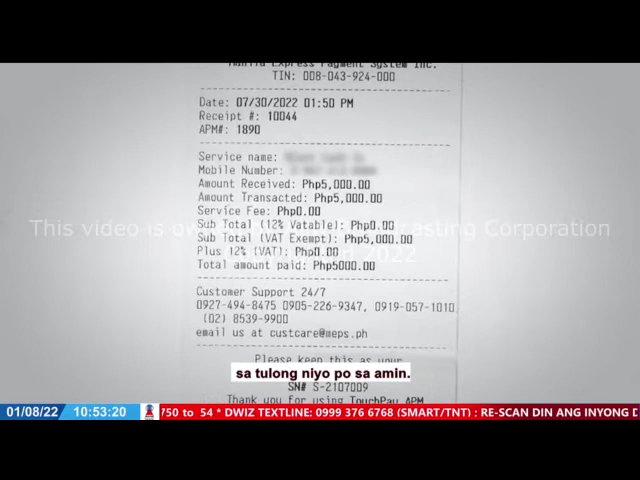 Manila Express Payment System Inc.
TIN: 008-043-924-000
Date: 07/30/2022 01:50 PM
Receipt #: 10044
APM#: 1890
Service name:
Mobile Number:
Amount Received: Php5,000.00
Amount Transacted: Php5,000.00
Service Fee: Php0.00
Sub Total (12% Vatable): Php0.00
Sub Total (VAT Exempt): Php5,000.00
Plus 12% (VAT): Php0.00
Total amount paid: Php5000.00
This video is ow casting Corporation
2022
Customer Support 24/7
0927-494-8475 0905-226-9347, 0919-057-1010
(02) 8539-9900
email us at custcare@meps.ph
Please keep this as your
sa tulong niyo po sa amin.
SN# S-2107009
Thank you for using TouchPay APM
01/08/22 10:53:20 750 to 54 * DWIZ TEXTLINE: 0999 376 6768 (SMART/TNT) : RE-SCAN DIN ANG INYONG D